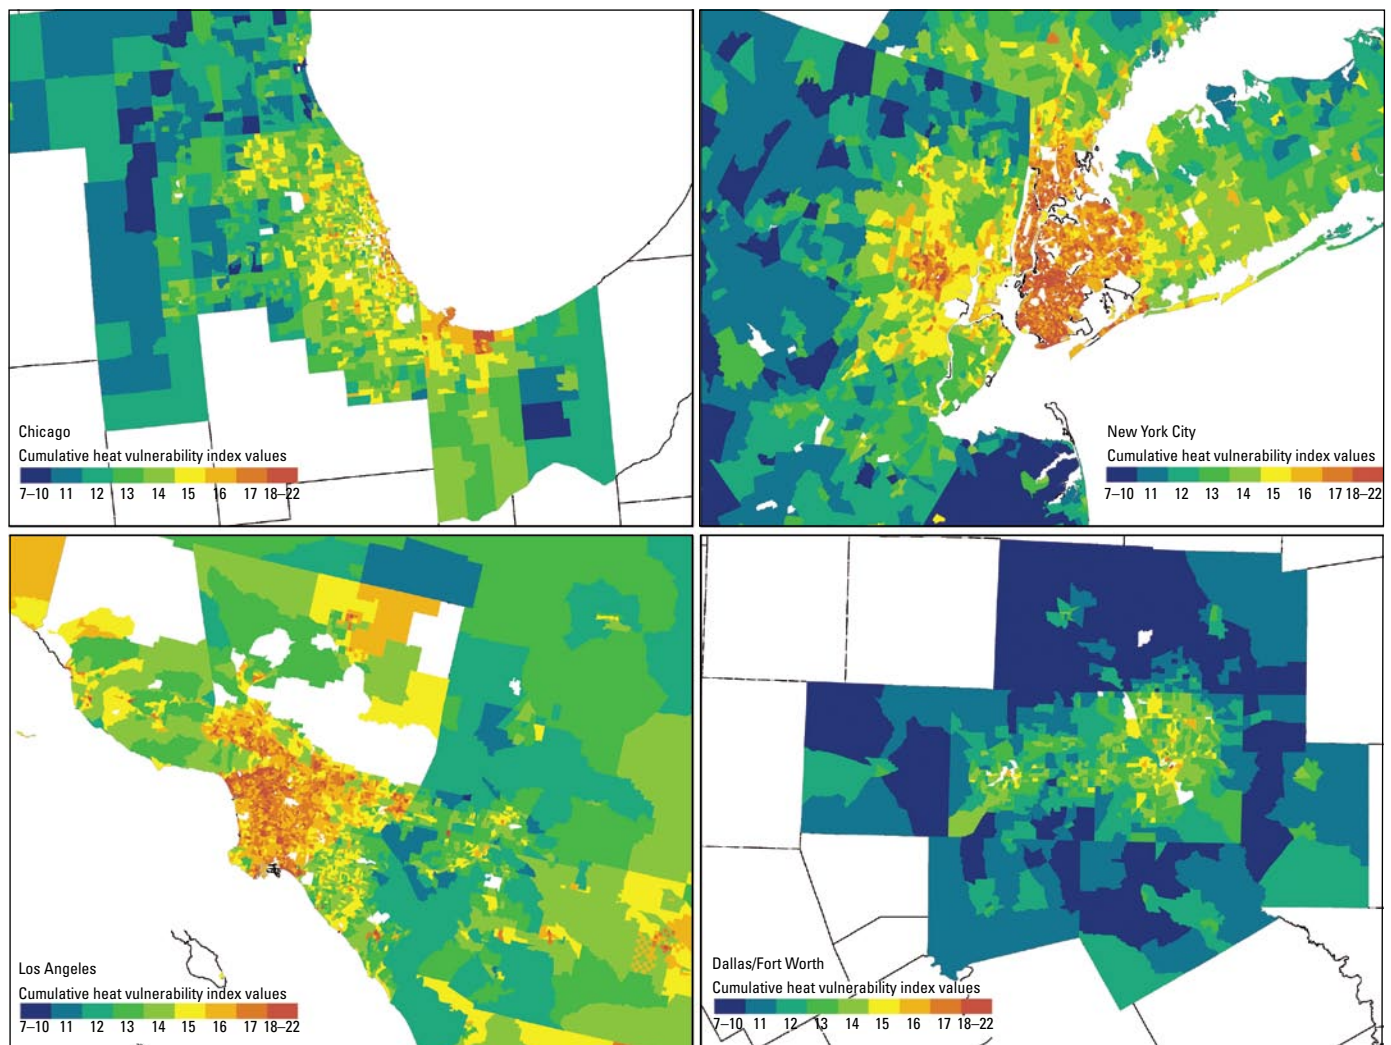 Chicago
Cumulative heat vulnerability index values
7–10 11 12 13 14 15 16 17 18–22
New York City
Cumulative heat vulnerability index values
7–10 11 12 13 14 15 16 17 18–22
Los Angeles
Cumulative heat vulnerability index values
7–10 11 12 13 14 15 16 17 18–22
Dallas/Fort Worth
Cumulative heat vulnerability index values
7–10 11 12 13 14 15 16 17 18–22